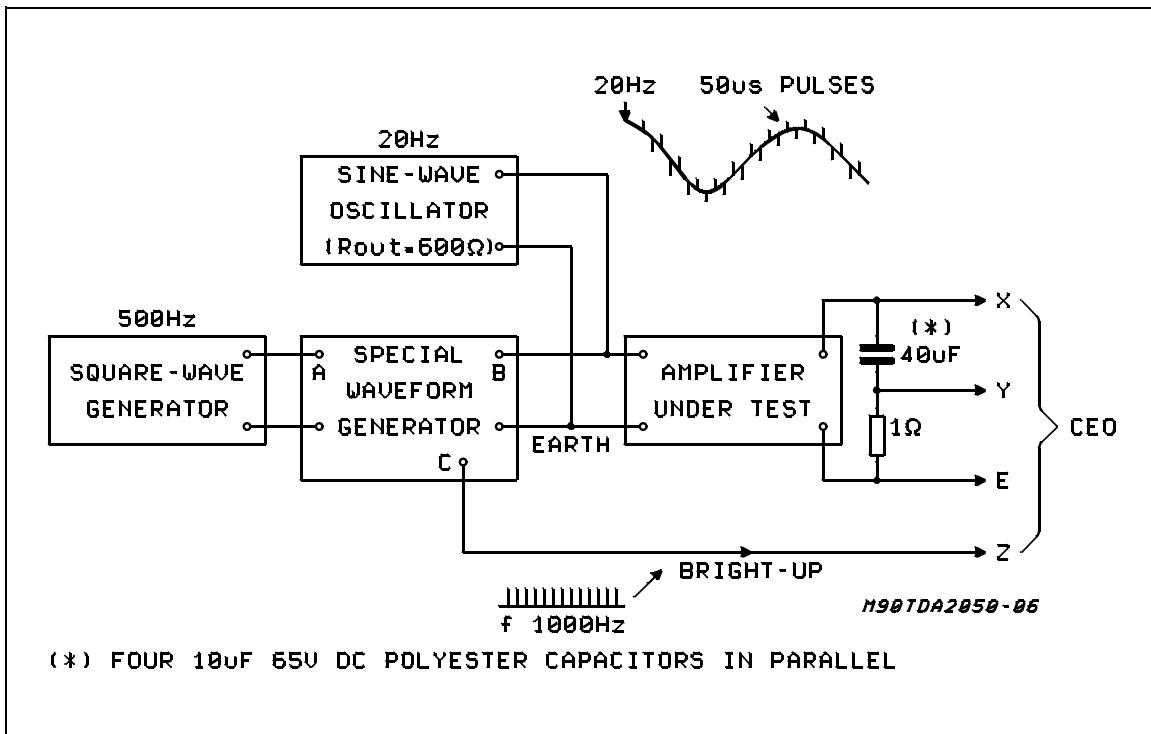 20Hz 50us PULSES
20Hz
SINE-WAVE
OSCILLATOR
(Rout=600Ω)
500Hz
SQUARE-WAVE
GENERATOR
A
SPECIAL
WAVEFORM
GENERATOR
B
C
EARTH
AMPLIFIER
UNDER TEST
X
(*)
40uF
Y
1Ω
E
CEO
Z
BRIGHT-UP
f 1000Hz
M90TDA2050-06
(*) FOUR 10uF 65V DC POLYESTER CAPACITORS IN PARALLEL